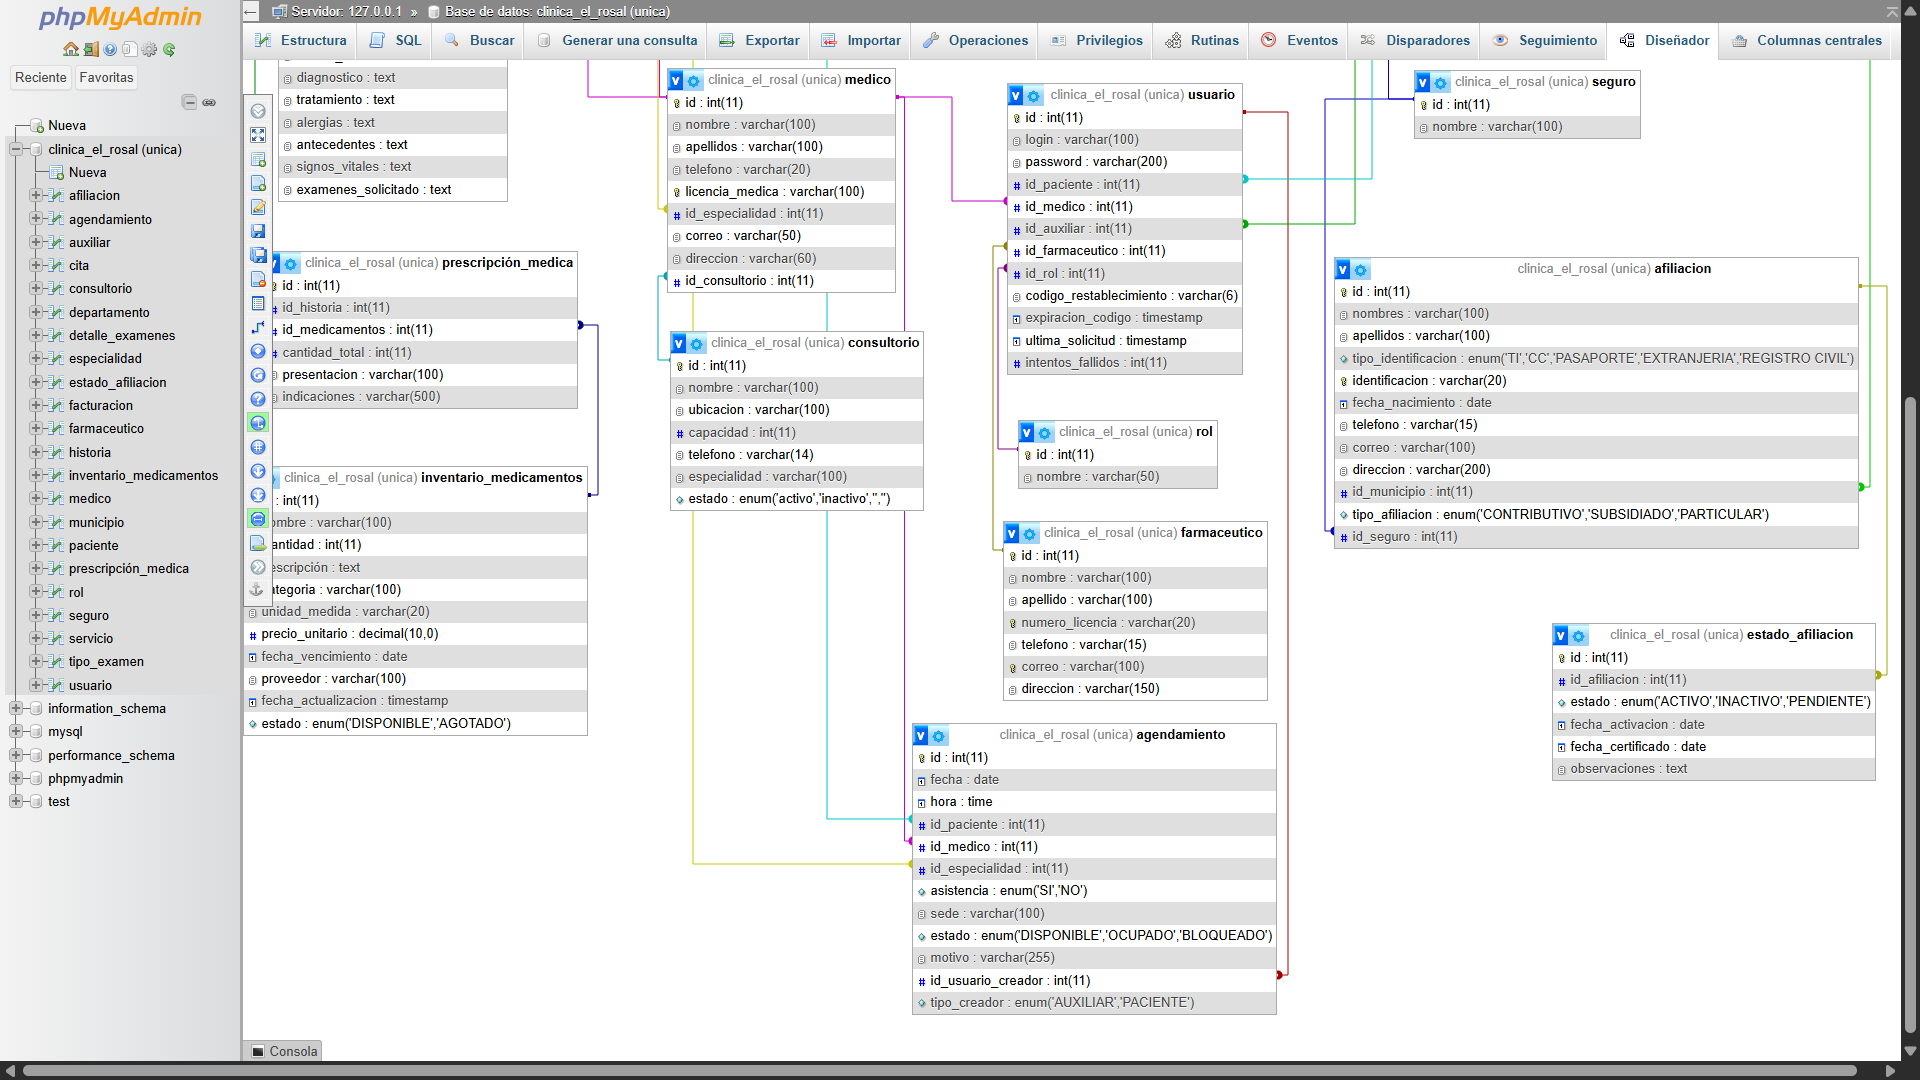 phpMyAdmin
Reciente
Favoritas
Nueva
clinica_el_rosal (unica)
Nueva
afiliacion
agendamiento
auxiliar
cita
consultorio
departamento
detalle_examenes
especialidad
estado_afiliacion
facturacion
farmaceutico
historia
inventario_medicamentos
medico
municipio
paciente
prescripción_medica
rol
seguro
servicio
tipo_examen
usuario
information_schema
mysql
performance_schema
phpmyadmin
test
Servidor: 127.0.0.1 » Base de datos: clinica_el_rosal (unica)
Estructura
SQL
Buscar
Generar una consulta
Exportar
Importar
Operaciones
Privilegios
Rutinas
Eventos
Disparadores
Seguimiento
Diseñador
Columnas centrales
diagnostico : text
tratamiento : text
alergias : text
antecedentes : text
signos_vitales : text
examenes_solicitado : text
clinica_el_rosal (unica) prescripción_medica
id : int(11)
id_historia : int(11)
id_medicamentos : int(11)
cantidad_total : int(11)
presentacion : varchar(100)
indicaciones : varchar(500)
clinica_el_rosal (unica) inventario_medicamentos
: int(11)
ombre : varchar(100)
antidad : int(11)
escripción : text
ategoria : varchar(100)
unidad_medida : varchar(20)
precio_unitario : decimal(10,0)
fecha_vencimiento : date
proveedor : varchar(100)
fecha_actualizacion : timestamp
estado : enum('DISPONIBLE','AGOTADO')
clinica_el_rosal (unica) medico
id : int(11)
nombre : varchar(100)
apellidos : varchar(100)
telefono : varchar(20)
licencia_medica : varchar(100)
id_especialidad : int(11)
correo : varchar(50)
direccion : varchar(60)
id_consultorio : int(11)
clinica_el_rosal (unica) consultorio
id : int(11)
nombre : varchar(100)
ubicacion : varchar(100)
capacidad : int(11)
telefono : varchar(14)
especialidad : varchar(100)
estado : enum('activo','inactivo','','')
clinica_el_rosal (unica) usuario
id : int(11)
login : varchar(100)
password : varchar(200)
id_paciente : int(11)
id_medico : int(11)
id_auxiliar : int(11)
id_farmaceutico : int(11)
id_rol : int(11)
codigo_restablecimiento : varchar(6)
expiracion_codigo : timestamp
ultima_solicitud : timestamp
intentos_fallidos : int(11)
clinica_el_rosal (unica) rol
id : int(11)
nombre : varchar(50)
clinica_el_rosal (unica) farmaceutico
id : int(11)
nombre : varchar(100)
apellido : varchar(100)
numero_licencia : varchar(20)
telefono : varchar(15)
correo : varchar(100)
direccion : varchar(150)
clinica_el_rosal (unica) agendamiento
id : int(11)
fecha : date
hora : time
id_paciente : int(11)
id_medico : int(11)
id_especialidad : int(11)
asistencia : enum('SI','NO')
sede : varchar(100)
estado : enum('DISPONIBLE','OCUPADO','BLOQUEADO')
motivo : varchar(255)
id_usuario_creador : int(11)
tipo_creador : enum('AUXILIAR','PACIENTE')
clinica_el_rosal (unica) seguro
id : int(11)
nombre : varchar(100)
clinica_el_rosal (unica) afiliacion
id : int(11)
nombres : varchar(100)
apellidos : varchar(100)
tipo_identificacion : enum('TI','CC','PASAPORTE','EXTRANJERIA','REGISTRO CIVIL')
identificacion : varchar(20)
fecha_nacimiento : date
telefono : varchar(15)
correo : varchar(100)
direccion : varchar(200)
id_municipio : int(11)
tipo_afiliacion : enum('CONTRIBUTIVO','SUBSIDIADO','PARTICULAR')
id_seguro : int(11)
clinica_el_rosal (unica) estado_afiliacion
id : int(11)
id_afiliacion : int(11)
estado : enum('ACTIVO','INACTIVO','PENDIENTE')
fecha_activacion : date
fecha_certificado : date
observaciones : text
Consola